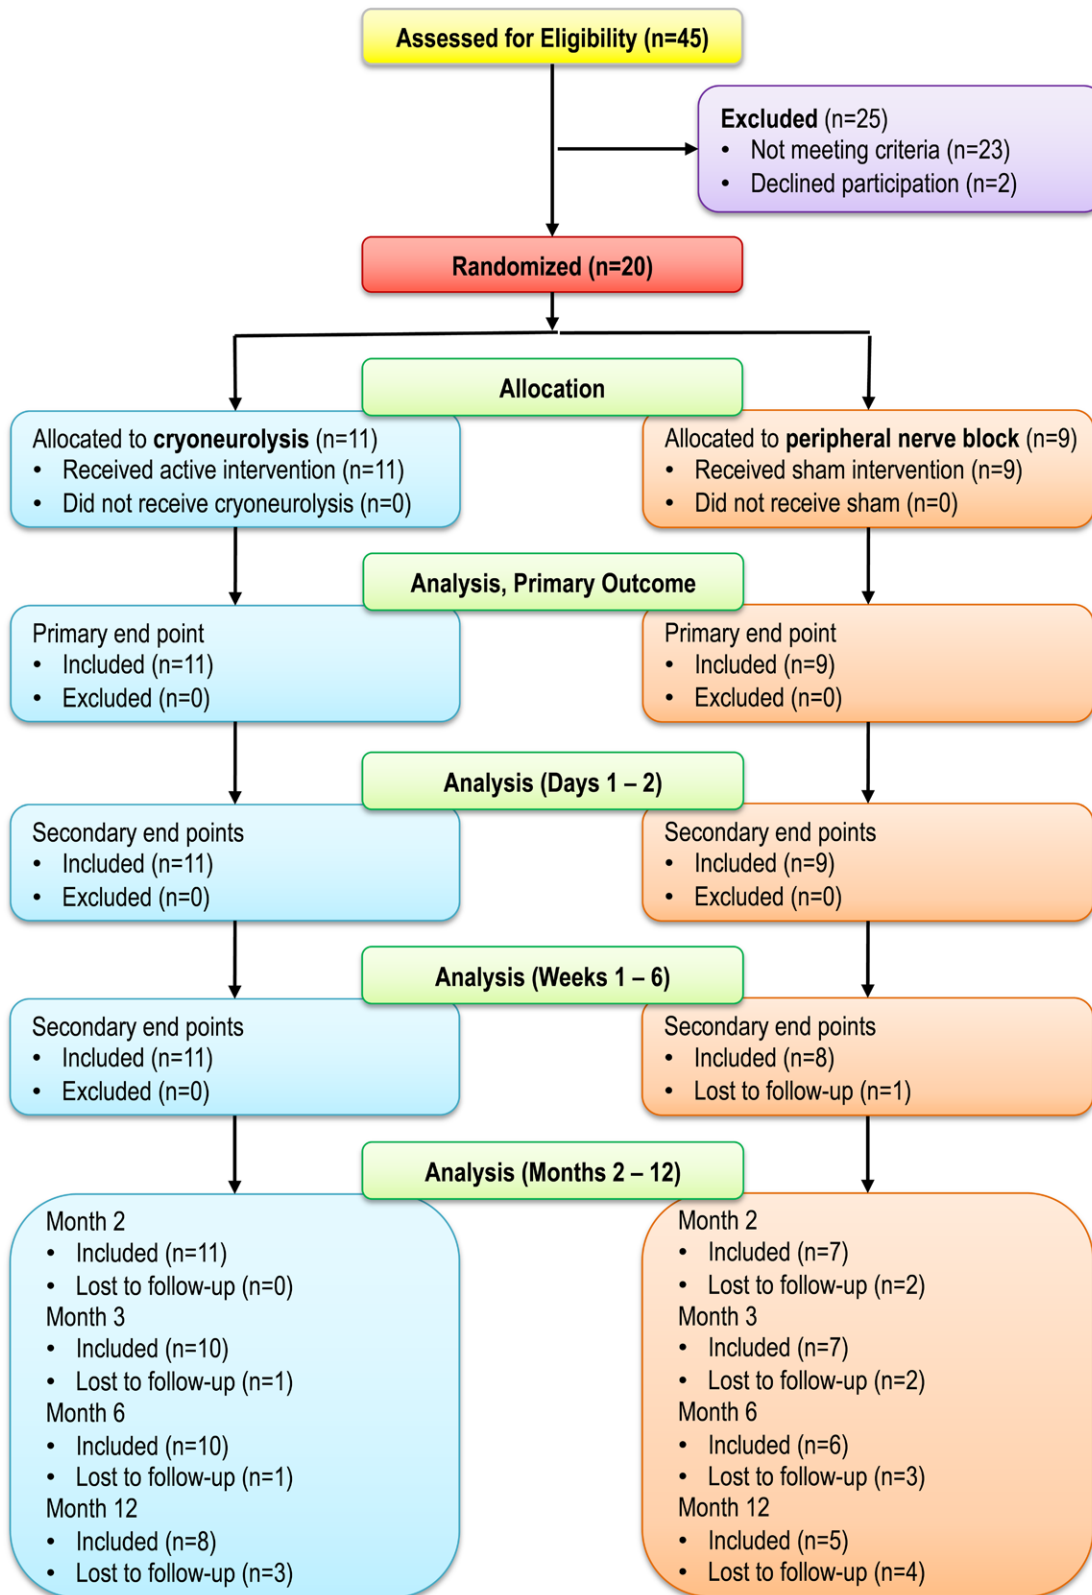 Assessed for Eligibility (n=45)
Excluded (n=25)
• Not meeting criteria (n=23)
• Declined participation (n=2)
Randomized (n=20)
Allocation
Allocated to cryoneurolysis (n=11)
• Received active intervention (n=11)
• Did not receive cryoneurolysis (n=0)
Allocated to peripheral nerve block (n=9)
• Received sham intervention (n=9)
• Did not receive sham (n=0)
Analysis, Primary Outcome
Primary end point
• Included (n=11)
• Excluded (n=0)
Primary end point
• Included (n=9)
• Excluded (n=0)
Analysis (Days 1 – 2)
Secondary end points
• Included (n=11)
• Excluded (n=0)
Secondary end points
• Included (n=9)
• Excluded (n=0)
Analysis (Weeks 1 – 6)
Secondary end points
• Included (n=11)
• Excluded (n=0)
Secondary end points
• Included (n=8)
• Lost to follow-up (n=1)
Analysis (Months 2 – 12)
Month 2
• Included (n=11)
• Lost to follow-up (n=0)
Month 3
• Included (n=10)
• Lost to follow-up (n=1)
Month 6
• Included (n=10)
• Lost to follow-up (n=1)
Month 12
• Included (n=8)
• Lost to follow-up (n=3)
Month 2
• Included (n=7)
• Lost to follow-up (n=2)
Month 3
• Included (n=7)
• Lost to follow-up (n=2)
Month 6
• Included (n=6)
• Lost to follow-up (n=3)
Month 12
• Included (n=5)
• Lost to follow-up (n=4)